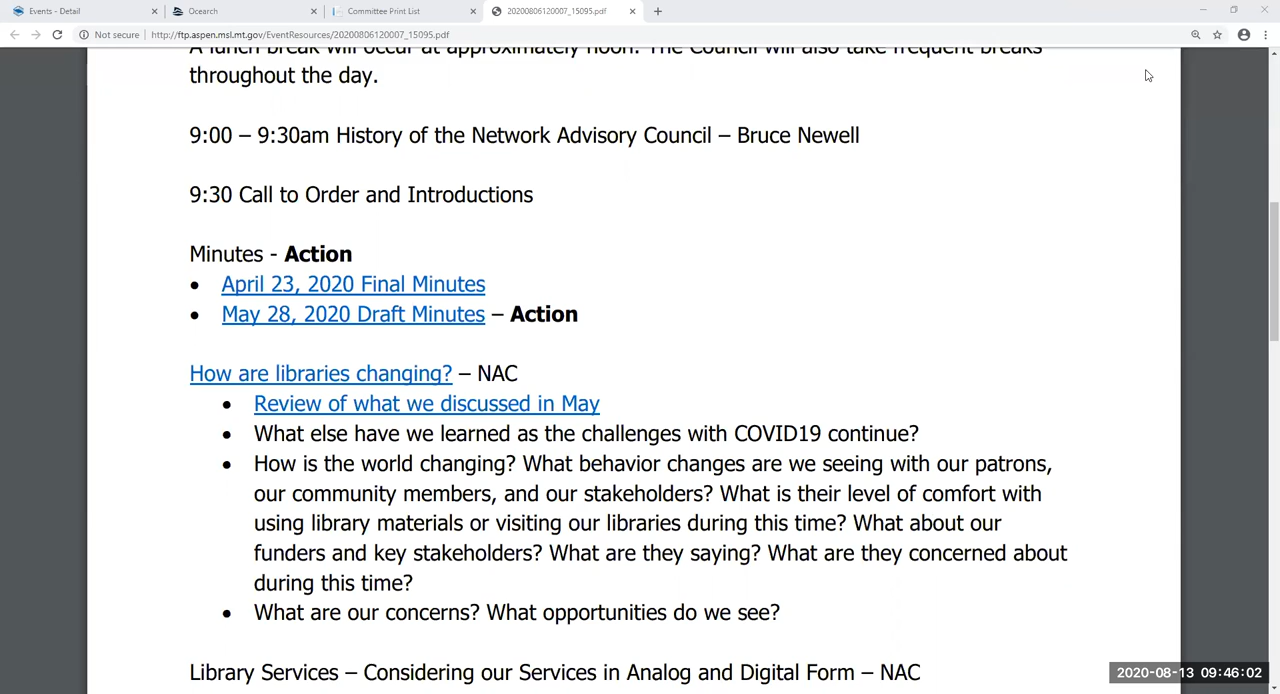 Events - Detail
Ocearch
Committee Print List
20200806120007_15095.pdf
Not secure | http://ftp.aspen.msl.mt.gov/EventResources/20200806120007_15095.pdf
A lunch break will occur at approximately noon. The Council will also take frequent breaks
throughout the day.
9:00 – 9:30am History of the Network Advisory Council – Bruce Newell
9:30 Call to Order and Introductions
Minutes - Action
• April 23, 2020 Final Minutes
• May 28, 2020 Draft Minutes – Action
How are libraries changing? – NAC
• Review of what we discussed in May
• What else have we learned as the challenges with COVID19 continue?
• How is the world changing? What behavior changes are we seeing with our patrons,
our community members, and our stakeholders? What is their level of comfort with
using library materials or visiting our libraries during this time? What about our
funders and key stakeholders? What are they saying? What are they concerned about
during this time?
• What are our concerns? What opportunities do we see?
Library Services – Considering our Services in Analog and Digital Form – NAC
2020-08-13 09:46:02